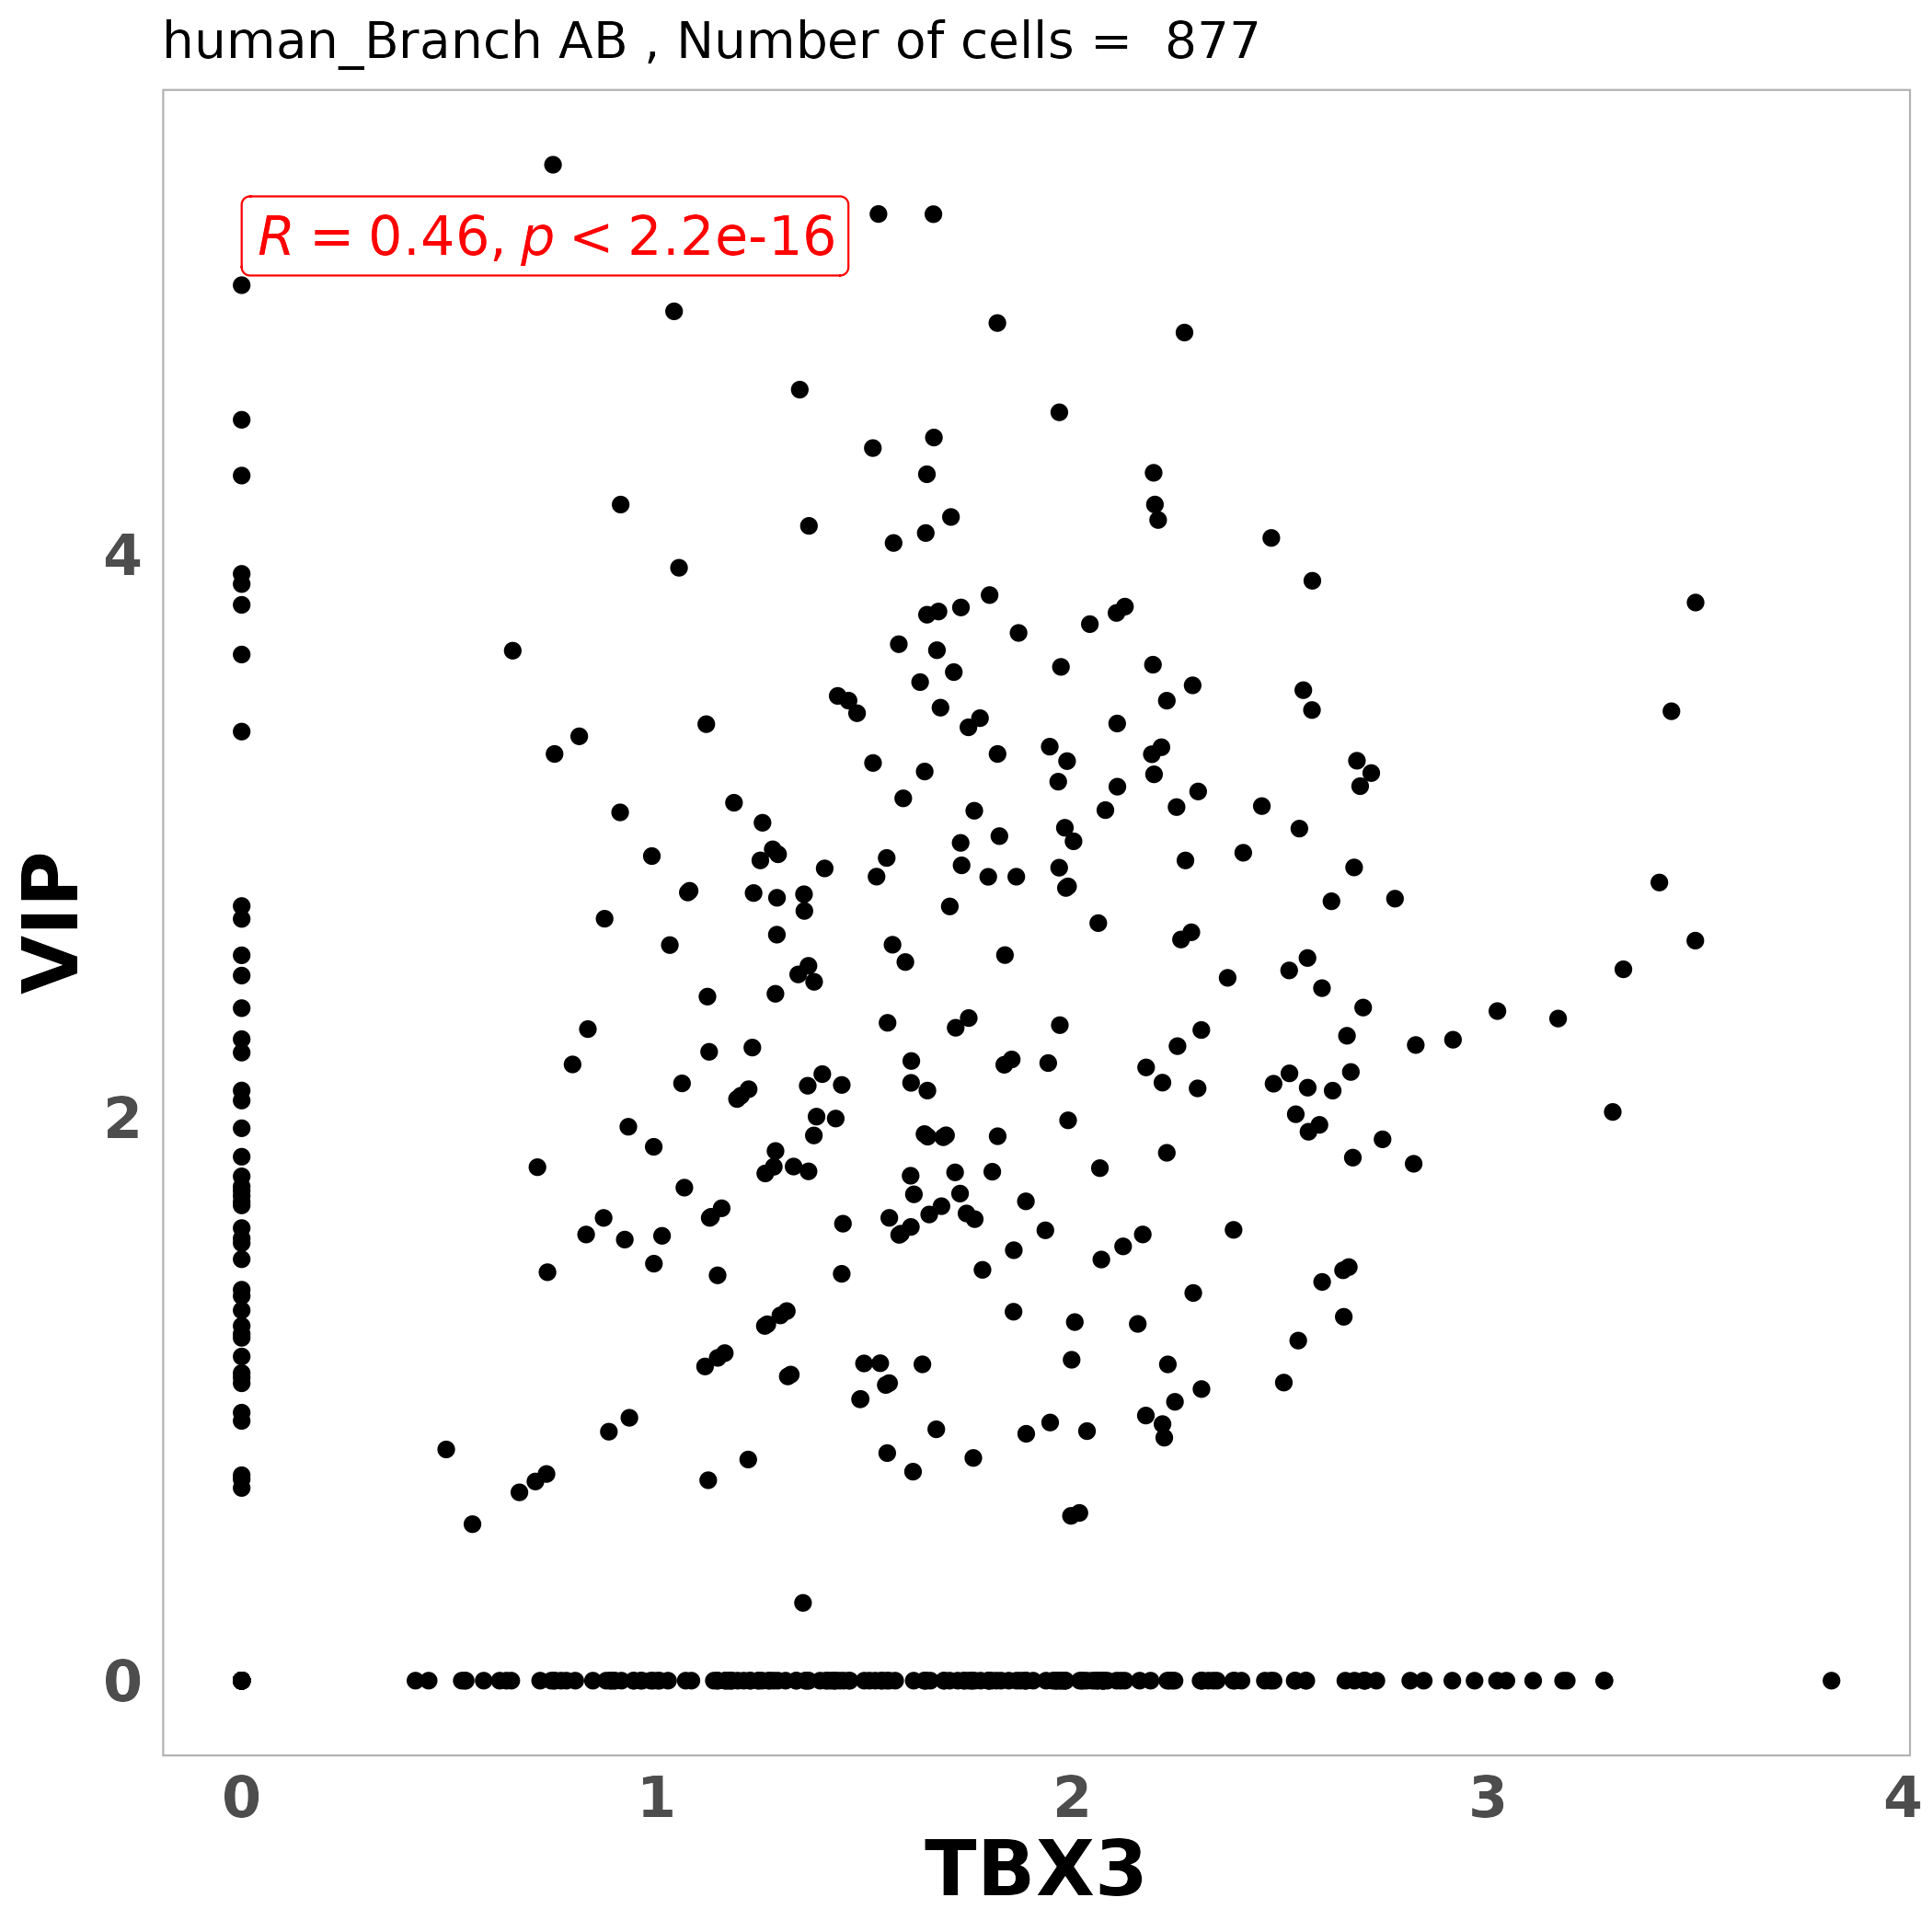 human_Branch AB , Number of cells =  877
R = 0.46, p < 2.2e-16
4
2
0
VIP
0 1 2 3 4
TBX3